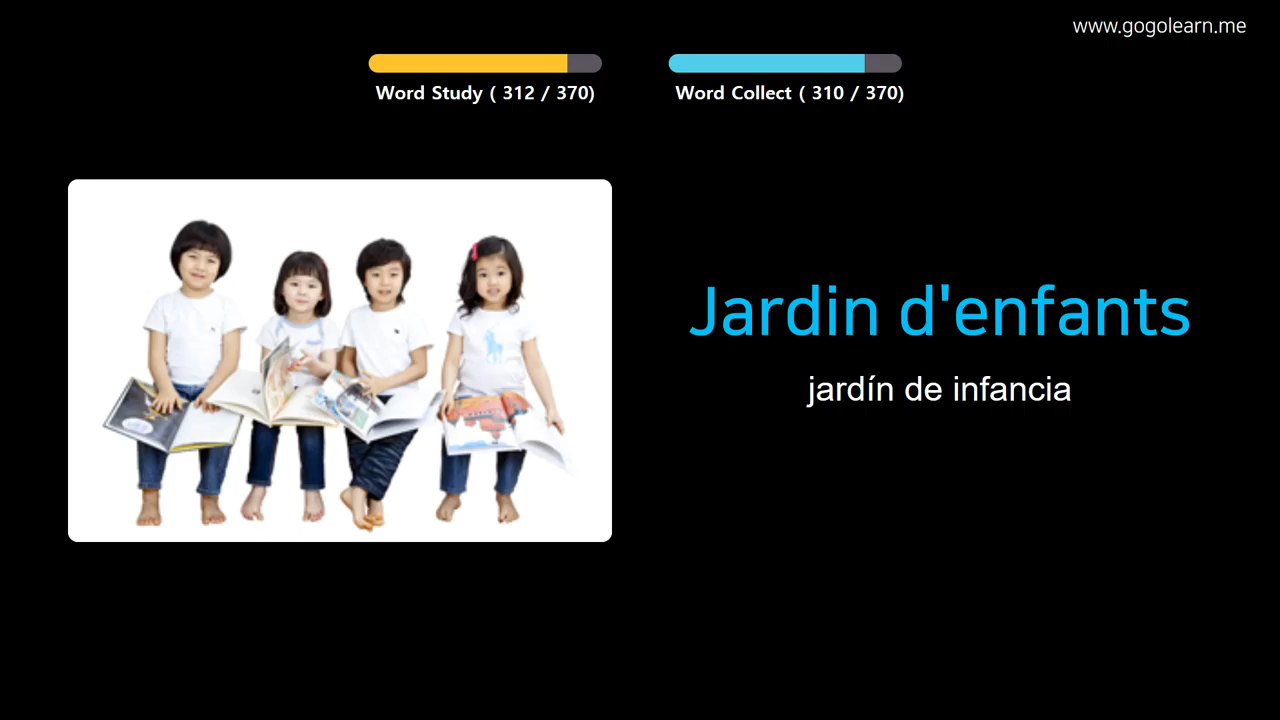 www.gogolearn.me
Word Study ( 312 / 370)
Word Collect ( 310 / 370)
Jardin d'enfants
jardín de infancia